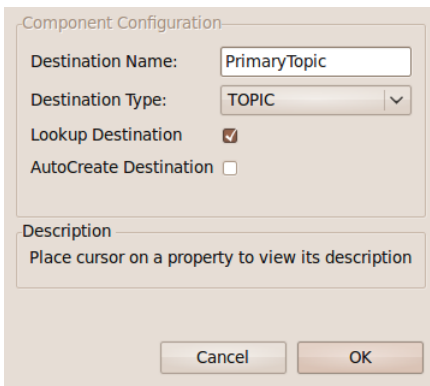 Component Configuration
Destination Name: PrimaryTopic
Destination Type: TOPIC
Lookup Destination
AutoCreate Destination
Description
Place cursor on a property to view its description
Cancel OK